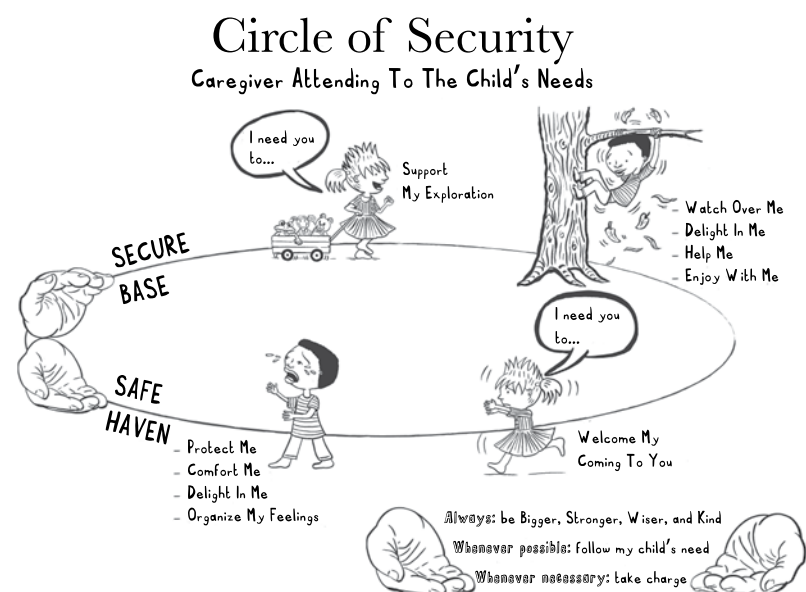 Circle of Security
Caregiver Attending To The Child's Needs
I need you
to...
Support
My Exploration
- Watch Over Me
- Delight In Me
- Help Me
- Enjoy With Me
SECURE
BASE
I need you
to...
SAFE
HAVEN
- Protect Me
- Comfort Me
- Delight In Me
- Organize My Feelings
Welcome My
Coming To You
Always: be Bigger, Stronger, Wiser, and Kind
Whenever possible: follow my child's need
Whenever necessary: take charge